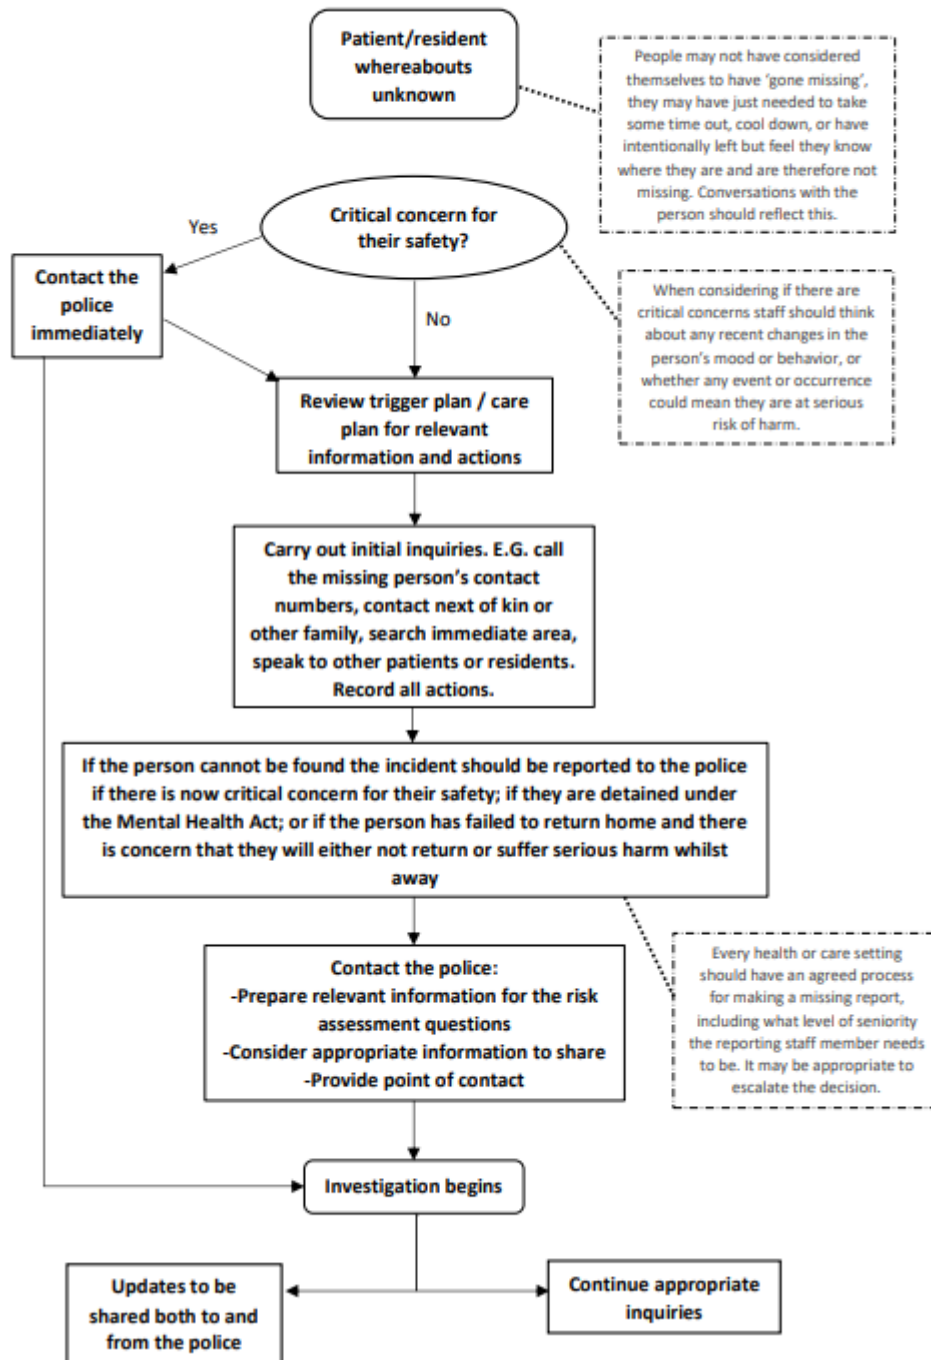 Patient/resident
whereabouts
unknown
People may not have considered
themselves to have ‘gone missing’,
they may have just needed to take
some time out, cool down, or have
intentionally left but feel they know
where they are and are therefore not
missing. Conversations with the
person should reflect this.
Critical concern for
their safety?
Yes
Contact the
police
immediately
No
When considering if there are
critical concerns staff should think
about any recent changes in the
person’s mood or behavior, or
whether any event or occurrence
could mean they are at serious
risk of harm.
Review trigger plan / care
plan for relevant
information and actions
Carry out initial inquiries. E.G. call
the missing person’s contact
numbers, contact next of kin or
other family, search immediate area,
speak to other patients or residents.
Record all actions.
If the person cannot be found the incident should be reported to the police
if there is now critical concern for their safety; if they are detained under
the Mental Health Act; or if the person has failed to return home and there
is concern that they will either not return or suffer serious harm whilst
away
Every health or care setting
should have an agreed process
for making a missing report,
including what level of seniority
the reporting staff member needs
to be. It may be appropriate to
escalate the decision.
Contact the police:
-Prepare relevant information for the risk
assessment questions
-Consider appropriate information to share
-Provide point of contact
Investigation begins
Updates to be
shared both to and
from the police
Continue appropriate
inquiries